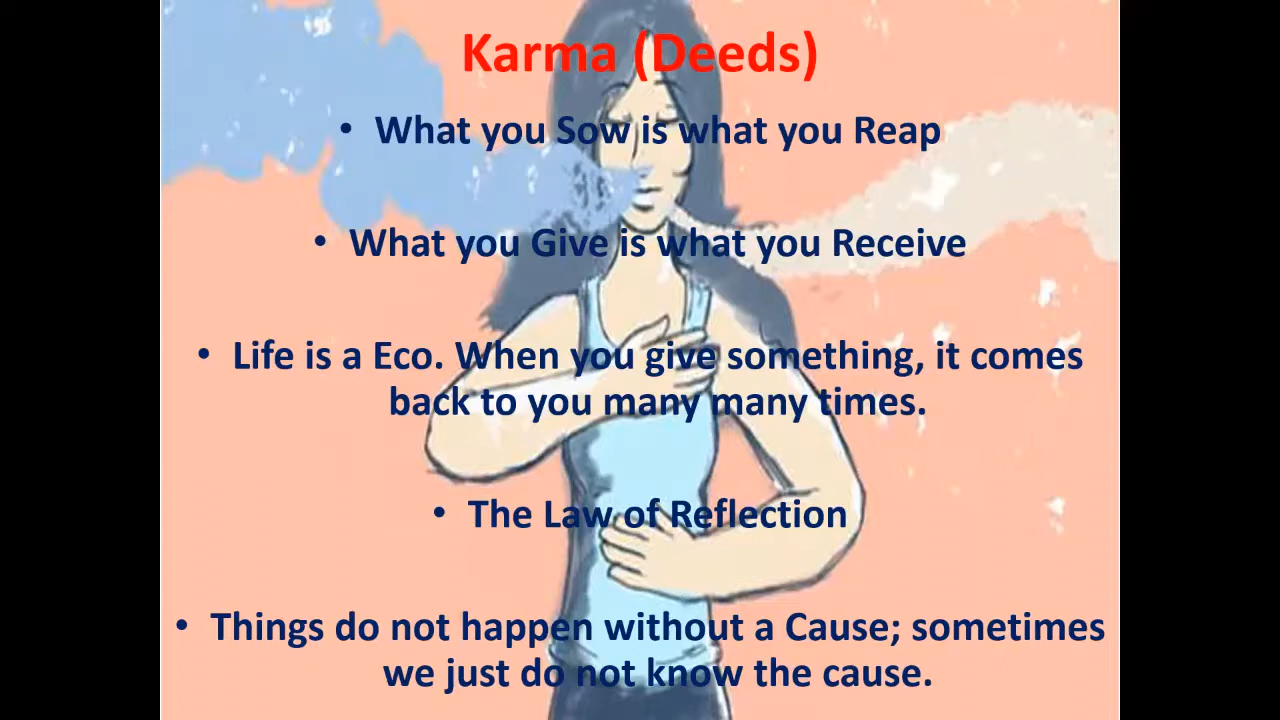 Karma (Deeds)
• What you Sow is what you Reap
• What you Give is what you Receive
• Life is a Eco. When you give something, it comes
back to you many many times.
• The Law of Reflection
• Things do not happen without a Cause; sometimes
we just do not know the cause.